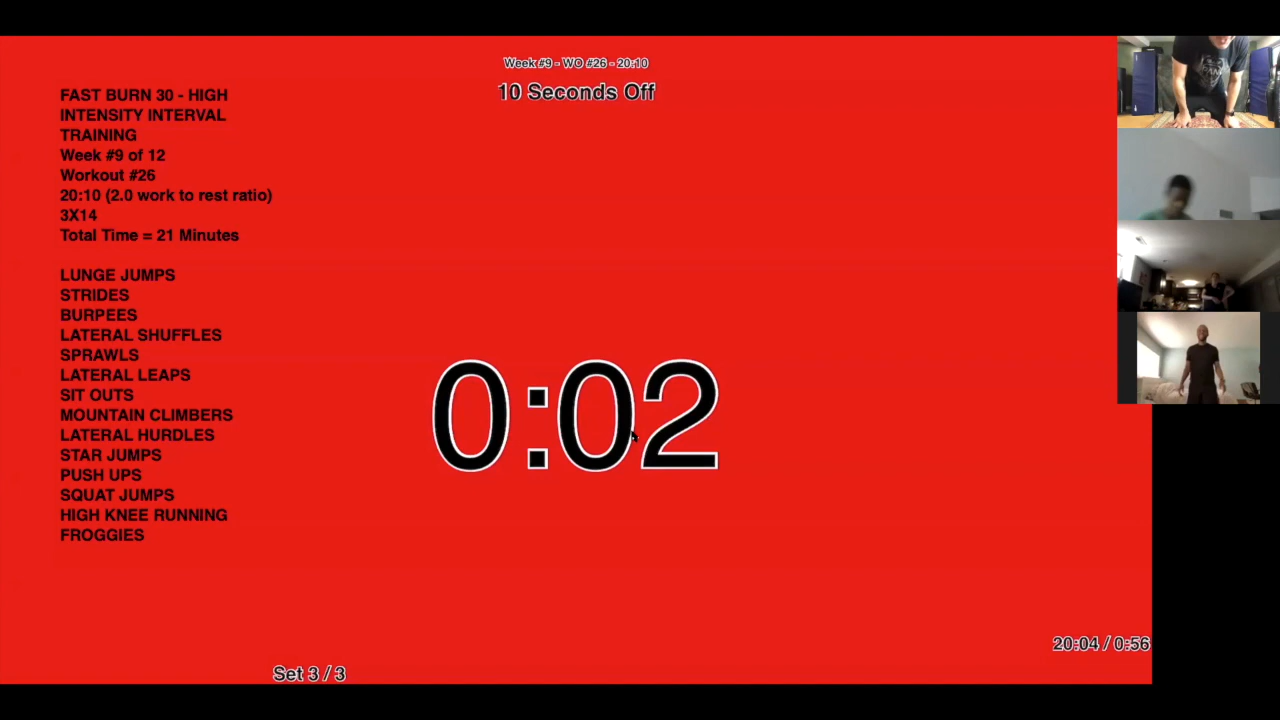 Week #9 - WO #26 - 20:10
10 Seconds Off
FAST BURN 30 - HIGH
INTENSITY INTERVAL
TRAINING
Week #9 of 12
Workout #26
20:10 (2.0 work to rest ratio)
3X14
Total Time = 21 Minutes
LUNGE JUMPS
STRIDES
BURPEES
LATERAL SHUFFLES
SPRAWLS
LATERAL LEAPS
SIT OUTS
MOUNTAIN CLIMBERS
LATERAL HURDLES
STAR JUMPS
PUSH UPS
SQUAT JUMPS
HIGH KNEE RUNNING
FROGGIES
0:02
20:04 / 0:56
Set 3 / 3